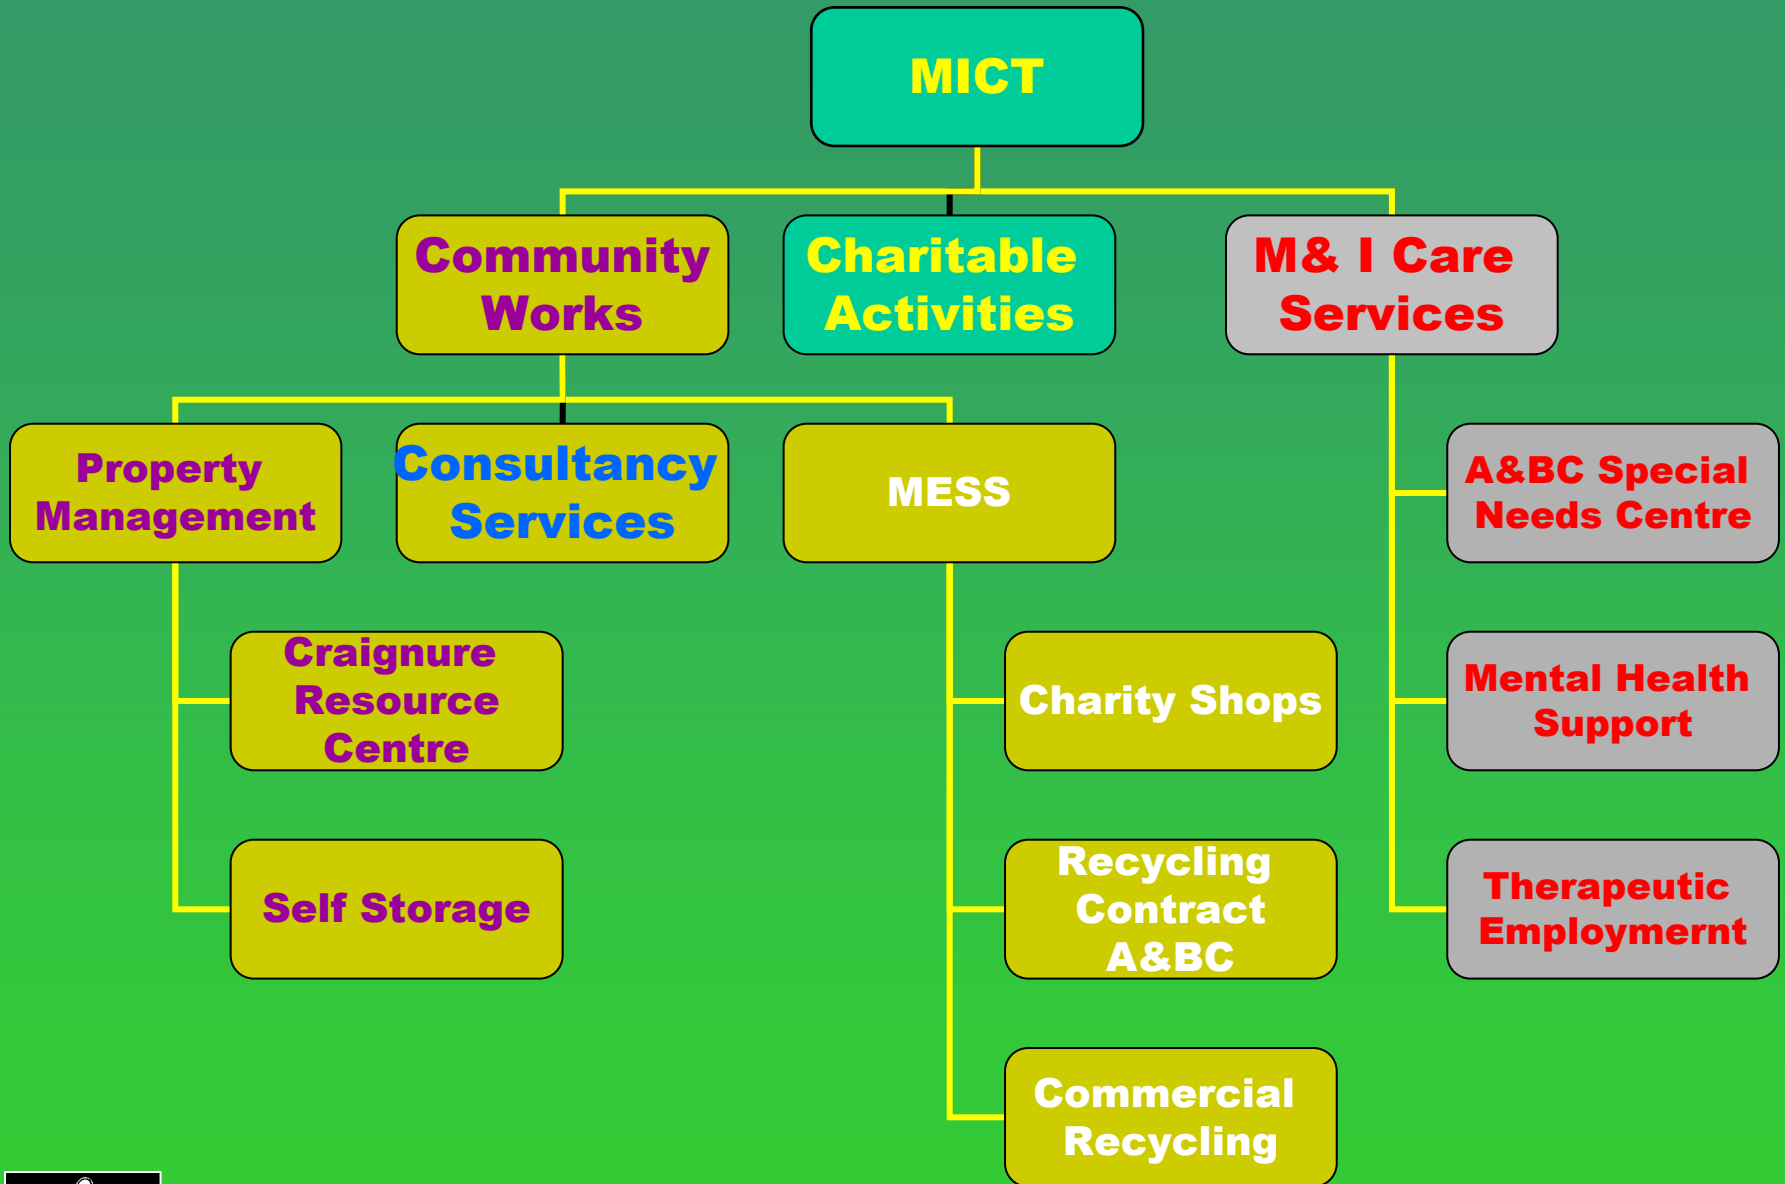 MICT
Community
Works
Charitable
Activities
M& I Care
Services
Property
Management
Consultancy
Services
MESS
A&BC Special
Needs Centre
Craignure
Resource
Centre
Charity Shops
Mental Health
Support
Self Storage
Recycling
Contract
A&BC
Therapeutic
Employmernt
Commercial
Recycling